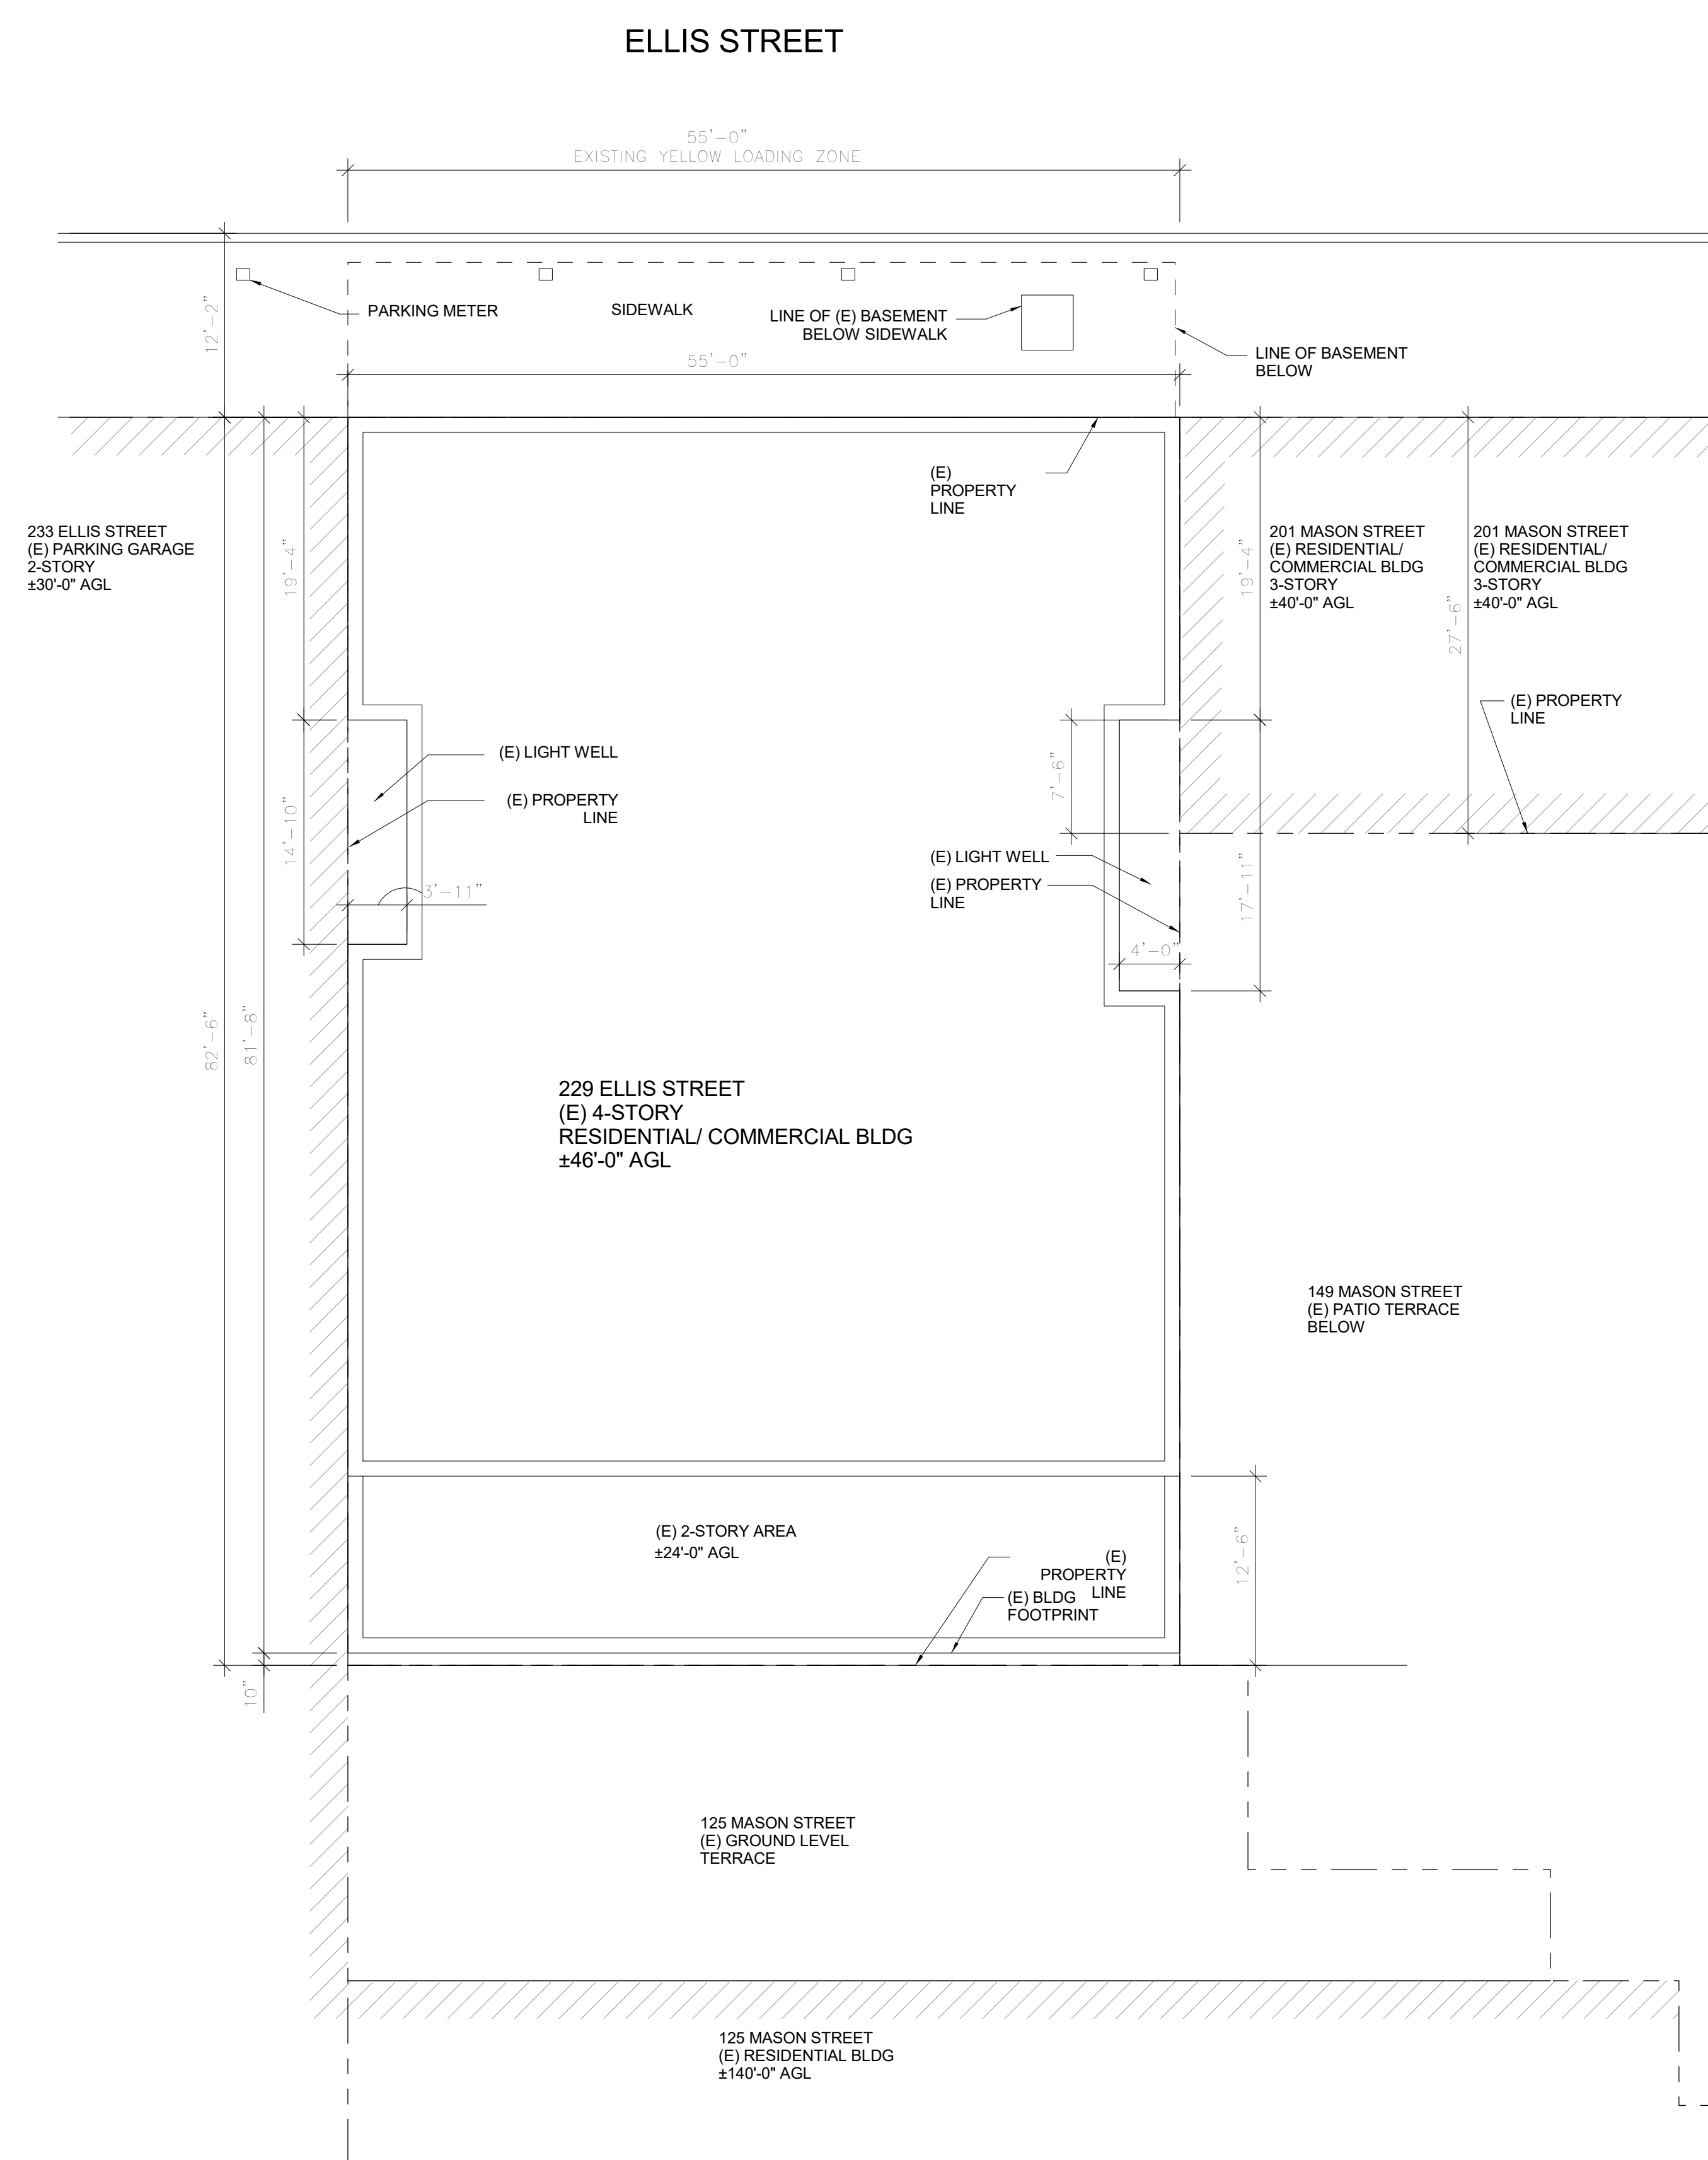 ELLIS STREET
55'-0"
EXISTING YELLOW LOADING ZONE
12'-2"
PARKING METER
SIDEWALK
LINE OF (E) BASEMENT
BELOW SIDEWALK
LINE OF BASEMENT
BELOW
55'-0"
(E)
PROPERTY
LINE
233 ELLIS STREET
(E) PARKING GARAGE
2-STORY
±30'-0" AGL
19'-4"
19'-4"
201 MASON STREET
(E) RESIDENTIAL/
COMMERCIAL BLDG
3-STORY
±40'-0" AGL
27'-6"
201 MASON STREET
(E) RESIDENTIAL/
COMMERCIAL BLDG
3-STORY
±40'-0" AGL
(E) PROPERTY
LINE
(E) LIGHT WELL
(E) PROPERTY
LINE
14'-10"
3'-11"
7'-6"
(E) LIGHT WELL
(E) PROPERTY
LINE
17'-11"
4'-0"
82'-6"
81'-8"
229 ELLIS STREET
(E) 4-STORY
RESIDENTIAL/ COMMERCIAL BLDG
±46'-0" AGL
149 MASON STREET
(E) PATIO TERRACE
BELOW
(E) 2-STORY AREA
±24'-0" AGL
(E)
PROPERTY
LINE
(E) BLDG
FOOTPRINT
12'-6"
10"
125 MASON STREET
(E) GROUND LEVEL
TERRACE
125 MASON STREET
(E) RESIDENTIAL BLDG
±140'-0" AGL